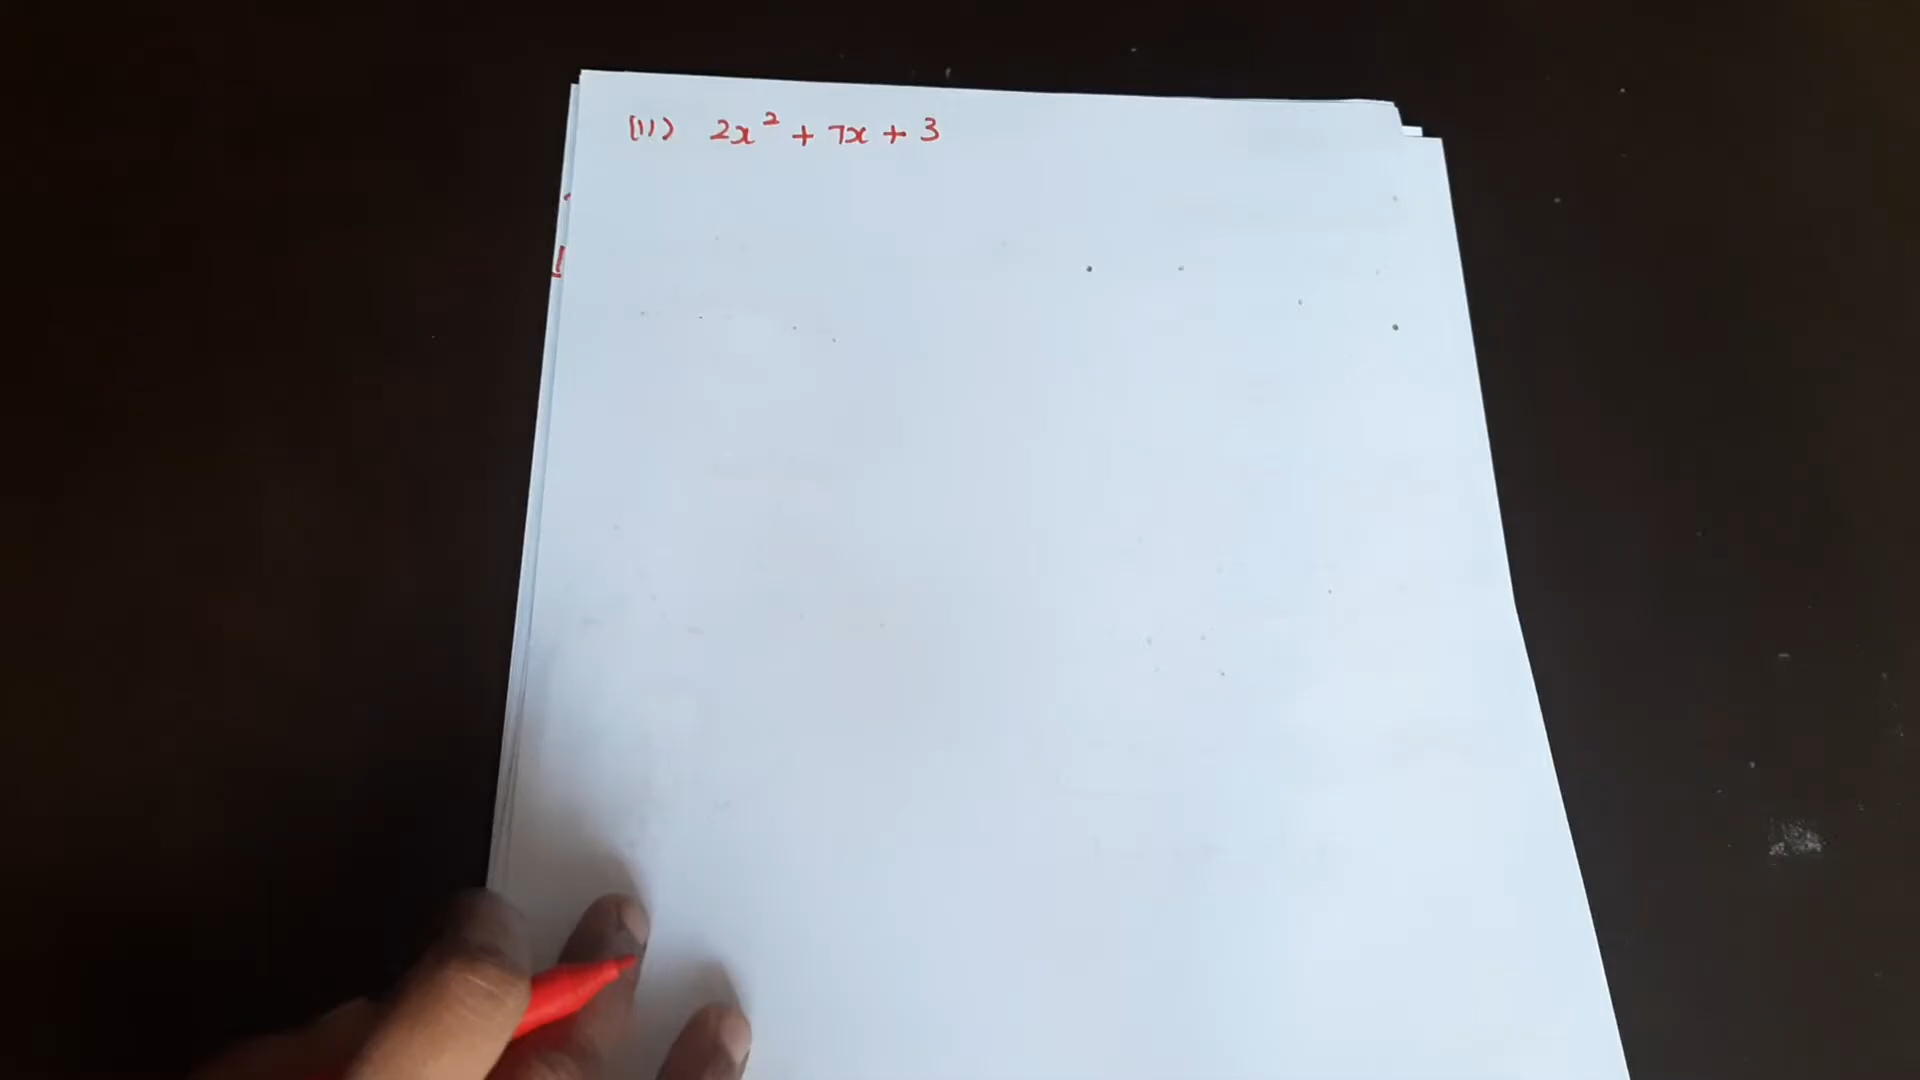 (ii) 2x² + 7x + 3